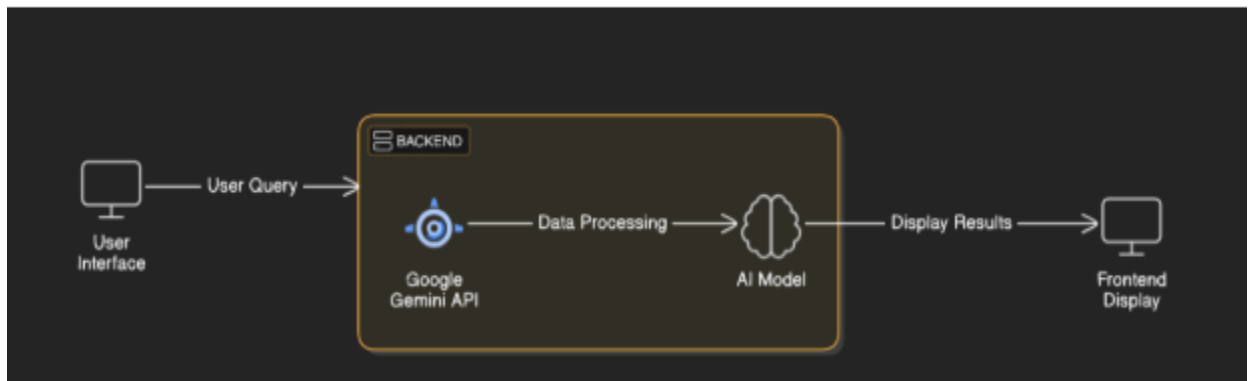 BACKEND
User Query
User
Interface
Data Processing
Google
Gemini API
AI Model
Display Results
Frontend
Display